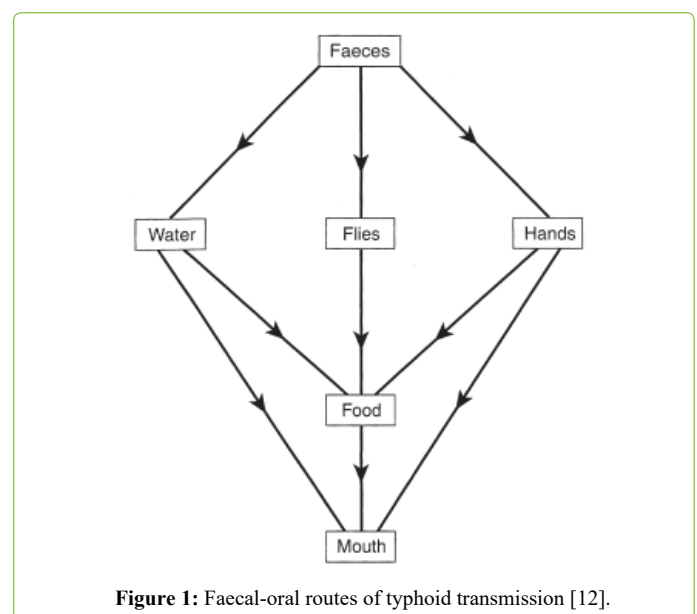 Faeces
Water
Flies
Hands
Food
Mouth
Figure 1: Faecal-oral routes of typhoid transmission [12].